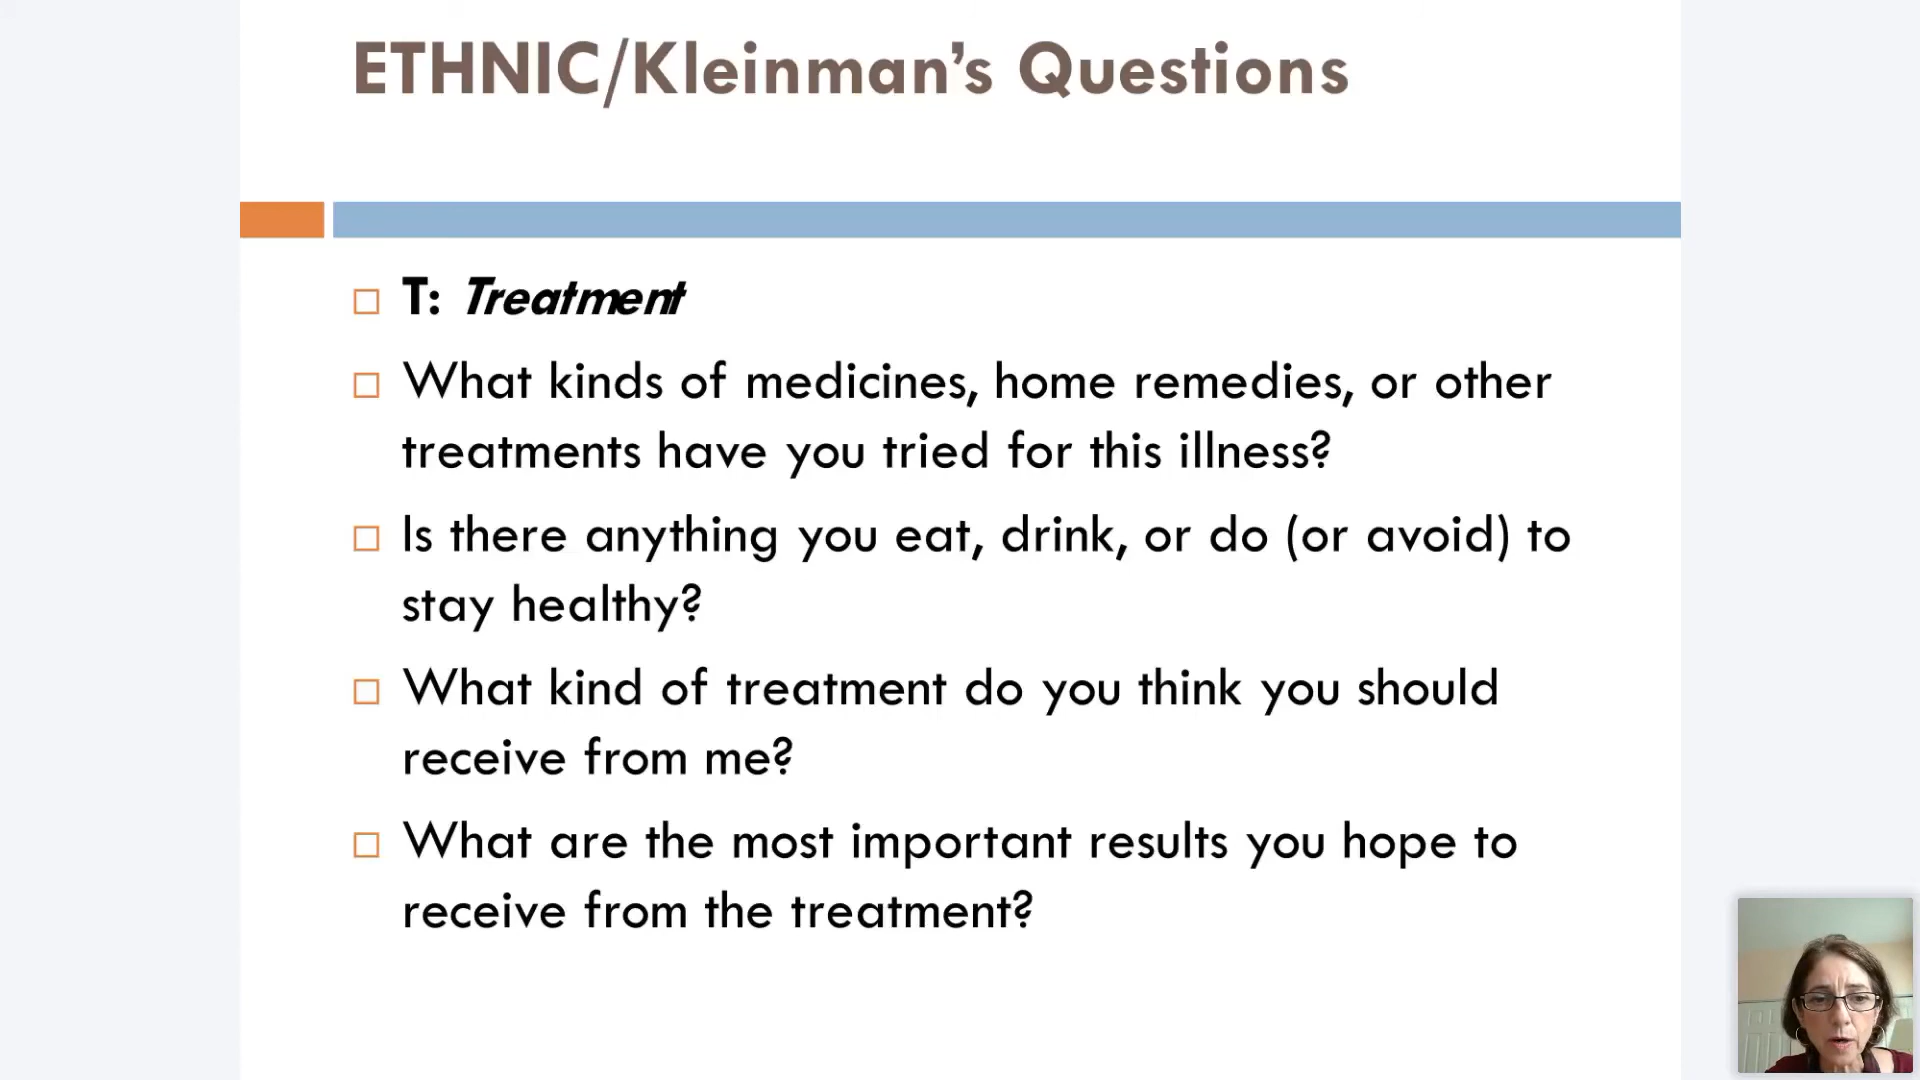 ETHNIC/Kleinman’s Questions
T: Treatment
What kinds of medicines, home remedies, or other
treatments have you tried for this illness?
Is there anything you eat, drink, or do (or avoid) to
stay healthy?
What kind of treatment do you think you should
receive from me?
What are the most important results you hope to
receive from the treatment?